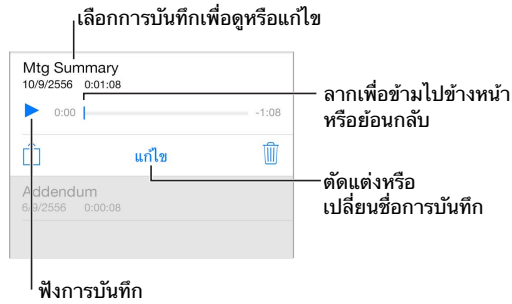 เลือกการบันทึกเพื่อดูหรือแก้ไข
Mtg Summary
10/9/2556 0:01:08
0:00 -1:08
ลากเพื่อข้ามไปข้างหน้า
หรือย้อนกลับ
แก้ไข
ตัดแต่งหรือ
เปลี่ยนชื่อการบันทึก
Addendum
6/9/2556 0:00:08
ฟังการบันทึก